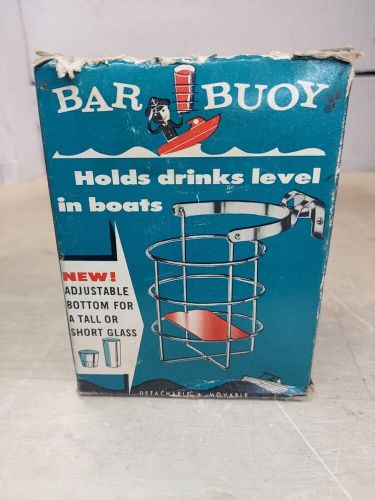 BAR BUOY
Holds drinks level
in boats
NEW!
ADJUSTABLE
BOTTOM FOR
A TALL OR
SHORT GLASS
DETACHABLE & MOVABLE